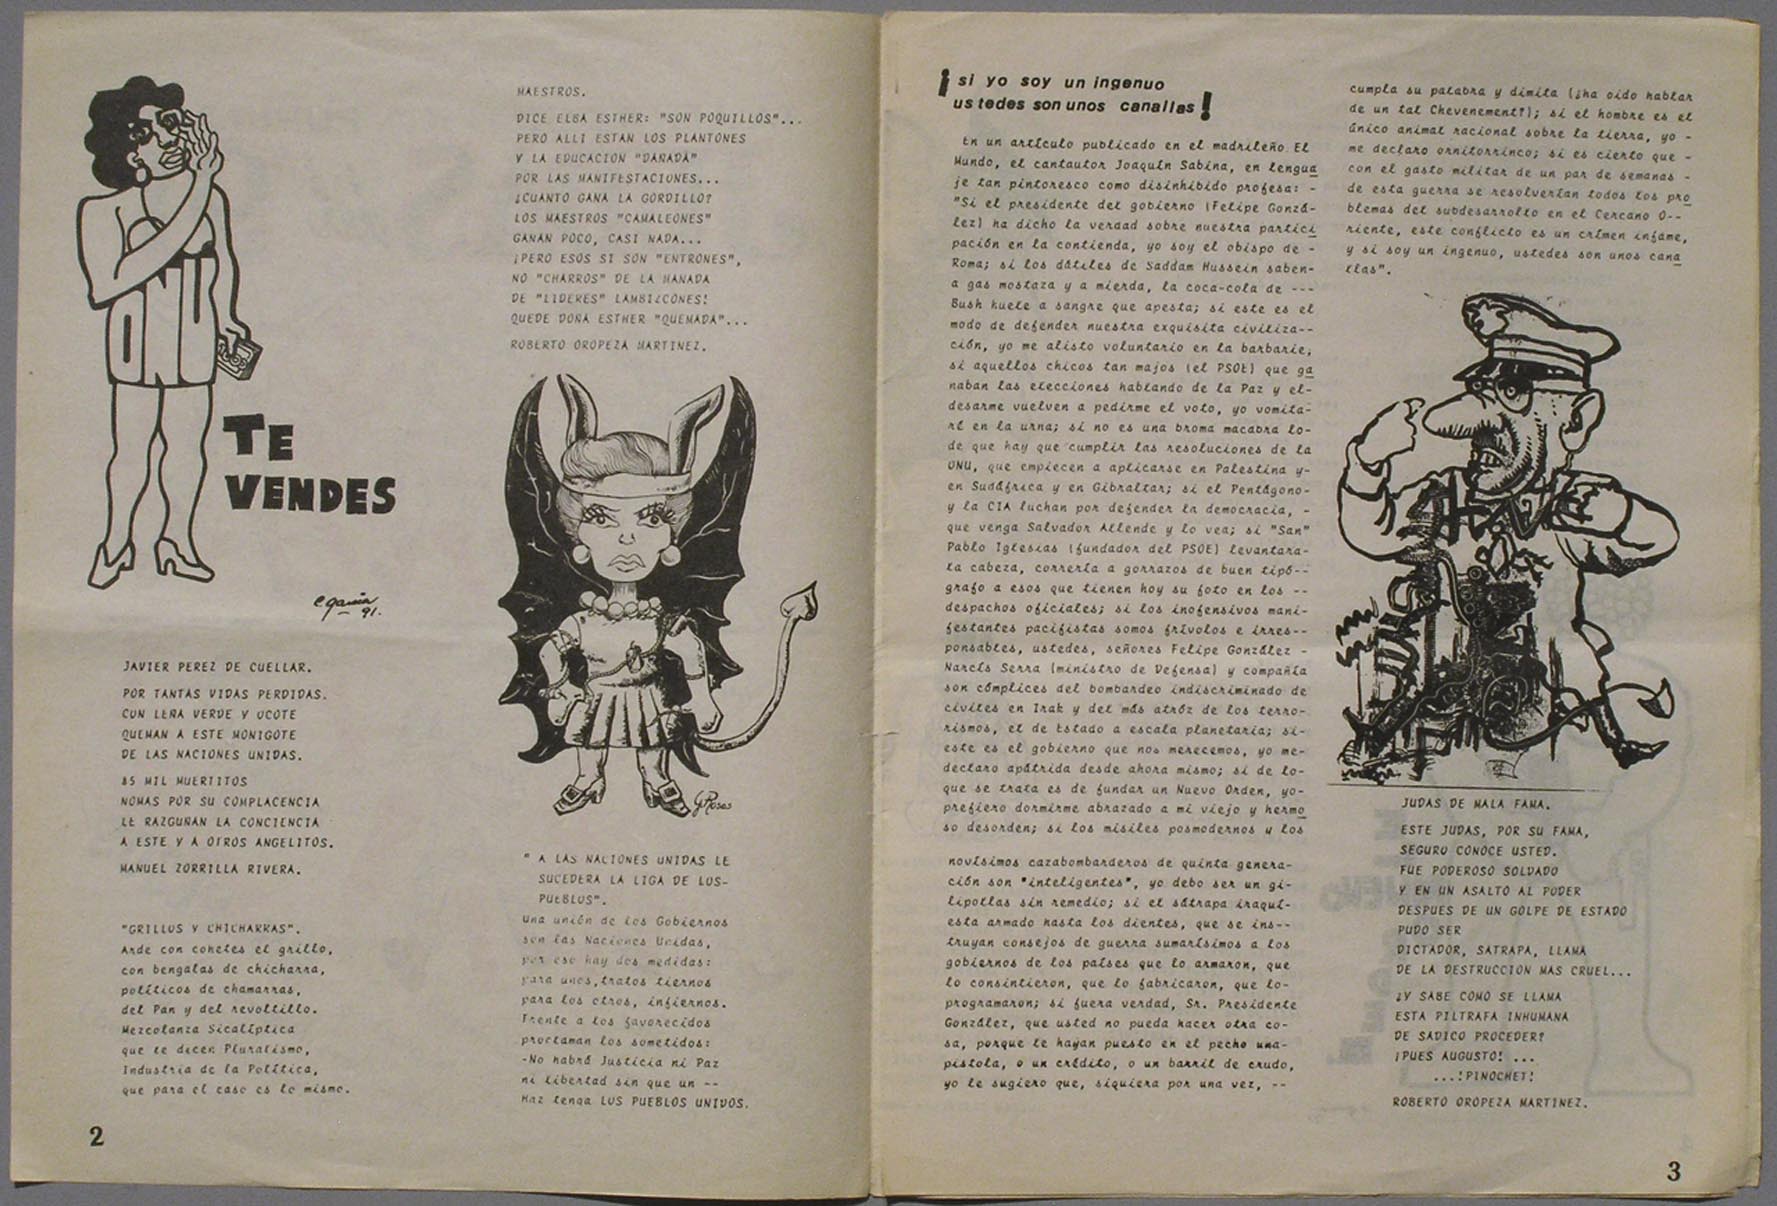 ONU
TE
VENDES
e garcia
91.
JAVIER PEREZ DE CUELLAR.
POR TANTAS VIDAS PERDIDAS.
CON LEÑA VERDE Y OCOTE
QUEMAN A ESTE MONIGOTE
DE LAS NACIONES UNIDAS.
85 MIL MUERTITOS
NOMAS POR SU COMPLACENCIA
LE RAZGUÑAN LA CONCIENCIA
A ESTE Y A OTROS ANGELITOS.
MANUEL ZORRILLA RIVERA.
"GRILLOS Y CHICHARRAS".
Arde con cohetes el grillo,
con bengalas de chicharra,
políticos de chamarras,
del Pan y del revoltillo.
Mezcolanza Sicalíptica
que le dicen Pluralismo,
Industria de la Política,
que para el caso es lo mismo.
2
MAESTROS.
DICE ELBA ESTHER: "SON POQUILLOS"...
PERO ALLI ESTAN LOS PLANTONES
Y LA EDUCACION "DAÑADA"
POR LAS MANIFESTACIONES...
¿CUANTO GANA LA GORDILLO?
LOS MAESTROS "CAMALEONES"
GANAN POCO, CASI NADA...
¡PERO ESOS SI SON "ENTRONES",
NO "CHARROS" DE LA MANADA
DE "LIDERES" LAMBIZCONES!
QUEDE DOÑA ESTHER "QUEMADA"...
ROBERTO OROPEZA MARTINEZ.
G. Roses
" A LAS NACIONES UNIDAS LE
SUCEDERA LA LIGA DE LOS-
PUEBLOS".
Una unión de los Gobiernos
son las Naciones Unidas,
por eso hay dos medidas:
para unos, tratos tiernos
para los otros, infiernos.
Frente a los favorecidos
proclaman los sometidos:
-No habrá Justicia ni Paz
ni libertad sin que un --
Haz tenga LOS PUEBLOS UNIDOS.
¡si yo soy un ingenuo
ustedes son unos canallas!
En un artículo publicado en el madrileño El
Mundo, el cantautor Joaquín Sabina, en lengua
je tan pintoresco como disinhibido profesa: -
"Si el presidente del gobierno (Felipe Gonzá-
lez) ha dicho la verdad sobre nuestra partici
pación en la contienda, yo soy el obispo de -
Roma; si los dátiles de Saddam Hussein saben-
a gas mostaza y a mierda, la coca-cola de ---
Bush huele a sangre que apesta; si este es el
modo de defender nuestra exquisita civiliza--
ción, yo me alisto voluntario en la barbarie;
si aquellos chicos tan majos (el PSOE) que ga
naban las elecciones hablando de la Paz y el-
desarme vuelven a pedirme el voto, yo vomita-
ré en la urna; si no es una broma macabra lo-
de que hay que cumplir las resoluciones de la
ONU, que empiecen a aplicarse en Palestina y-
en Sudáfrica y en Gibraltar; si el Pentágono-
y la CIA luchan por defender la democracia, -
que venga Salvador Allende y lo vea; si "San"
Pablo Iglesias (fundador del PSOE) levantara-
la cabeza, correría a gorrazos de buen tipó--
grafo a esos que tienen hoy su foto en los --
despachos oficiales; si los inofensivos mani-
festantes pacifistas somos frívolos e irres--
ponsables, ustedes, señores Felipe González -
Narcís Serra (ministro de Defensa) y compañía
son cómplices del bombardeo indiscriminado de
civiles en Irak y del más atróz de los terro-
rismos, el de Estado a escala planetaria; si-
este es el gobierno que nos merecemos, yo me-
declaro apátrida desde ahora mismo; si de lo-
que se trata es de fundar un Nuevo Orden, yo-
prefiero dormirme abrazado a mi viejo y hermo
so desorden; si los misiles posmodernos y los
novísimos cazabombarderos de quinta genera-
ción son "inteligentes", yo debo ser un gi-
lipollas sin remedio; si el sátrapa iraquí-
esta armado hasta los dientes, que se ins--
truyan consejos de guerra sumarísimos a los
gobiernos de los países que lo armaron, que
lo consintieron, que lo fabricaron, que lo-
programaron; si fuera verdad, Sr. Presidente
González, que usted no pueda hacer otra co-
sa, porque le hayan puesto en el pecho una-
pistola, o un crédito, o un barril de crudo,
yo le sugiero que, siquiera por una vez, --
cumpla su palabra y dimita (¿ha oido hablar
de un tal Chevenement?); si el hombre es el
único animal racional sobre la tierra, yo -
me declaro ornitorrinco; si es cierto que -
con el gasto militar de un par de semanas -
de esta guerra se resolverían todos los pro
blemas del subdesarrollo en el Cercano O--
riente, este conflicto es un crímen infame,
y si soy un ingenuo, ustedes son unos cana
llas".
JUDAS DE MALA FAMA.
ESTE JUDAS, POR SU FAMA,
SEGURO CONOCE USTED.
FUE PODEROSO SOLDADO
Y EN UN ASALTO AL PODER
DESPUES DE UN GOLPE DE ESTADO
PUDO SER
DICTADOR, SATRAPA, LLAMA
DE LA DESTRUCCION MAS CRUEL...
¿Y SABE COMO SE LLAMA
ESTA PILTRAFA INHUMANA
DE SADICO PROCEDER?
¡PUES AUGUSTO! ...
...!PINOCHET!
ROBERTO OROPEZA MARTINEZ.
3